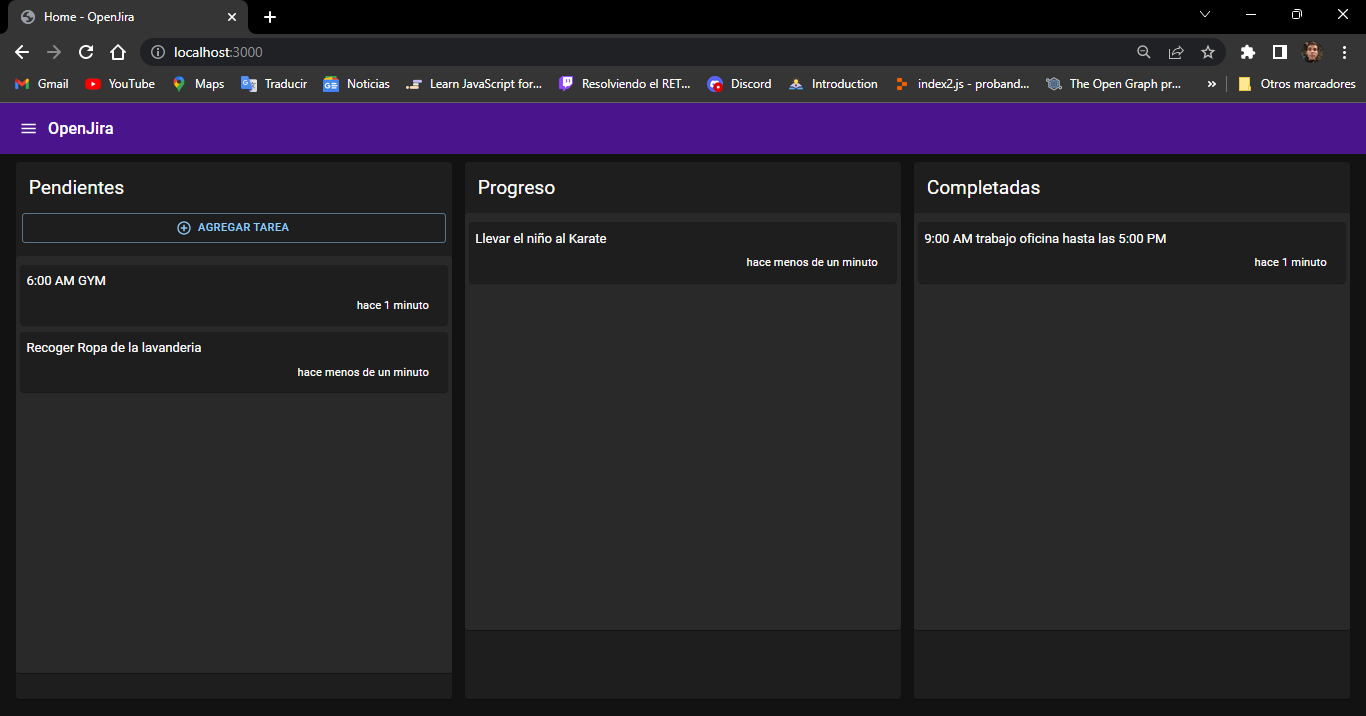 Home - OpenJira
localhost:3000
Gmail YouTube Maps Traducir Noticias Learn JavaScript for... Resolviendo el RET... Discord Introduction index2.js - proband... The Open Graph pr... » Otros marcadores
OpenJira
Pendientes
AGREGAR TAREA
6:00 AM GYM
hace 1 minuto
Recoger Ropa de la lavanderia
hace menos de un minuto
Progreso
Llevar el niño al Karate
hace menos de un minuto
Completadas
9:00 AM trabajo oficina hasta las 5:00 PM
hace 1 minuto